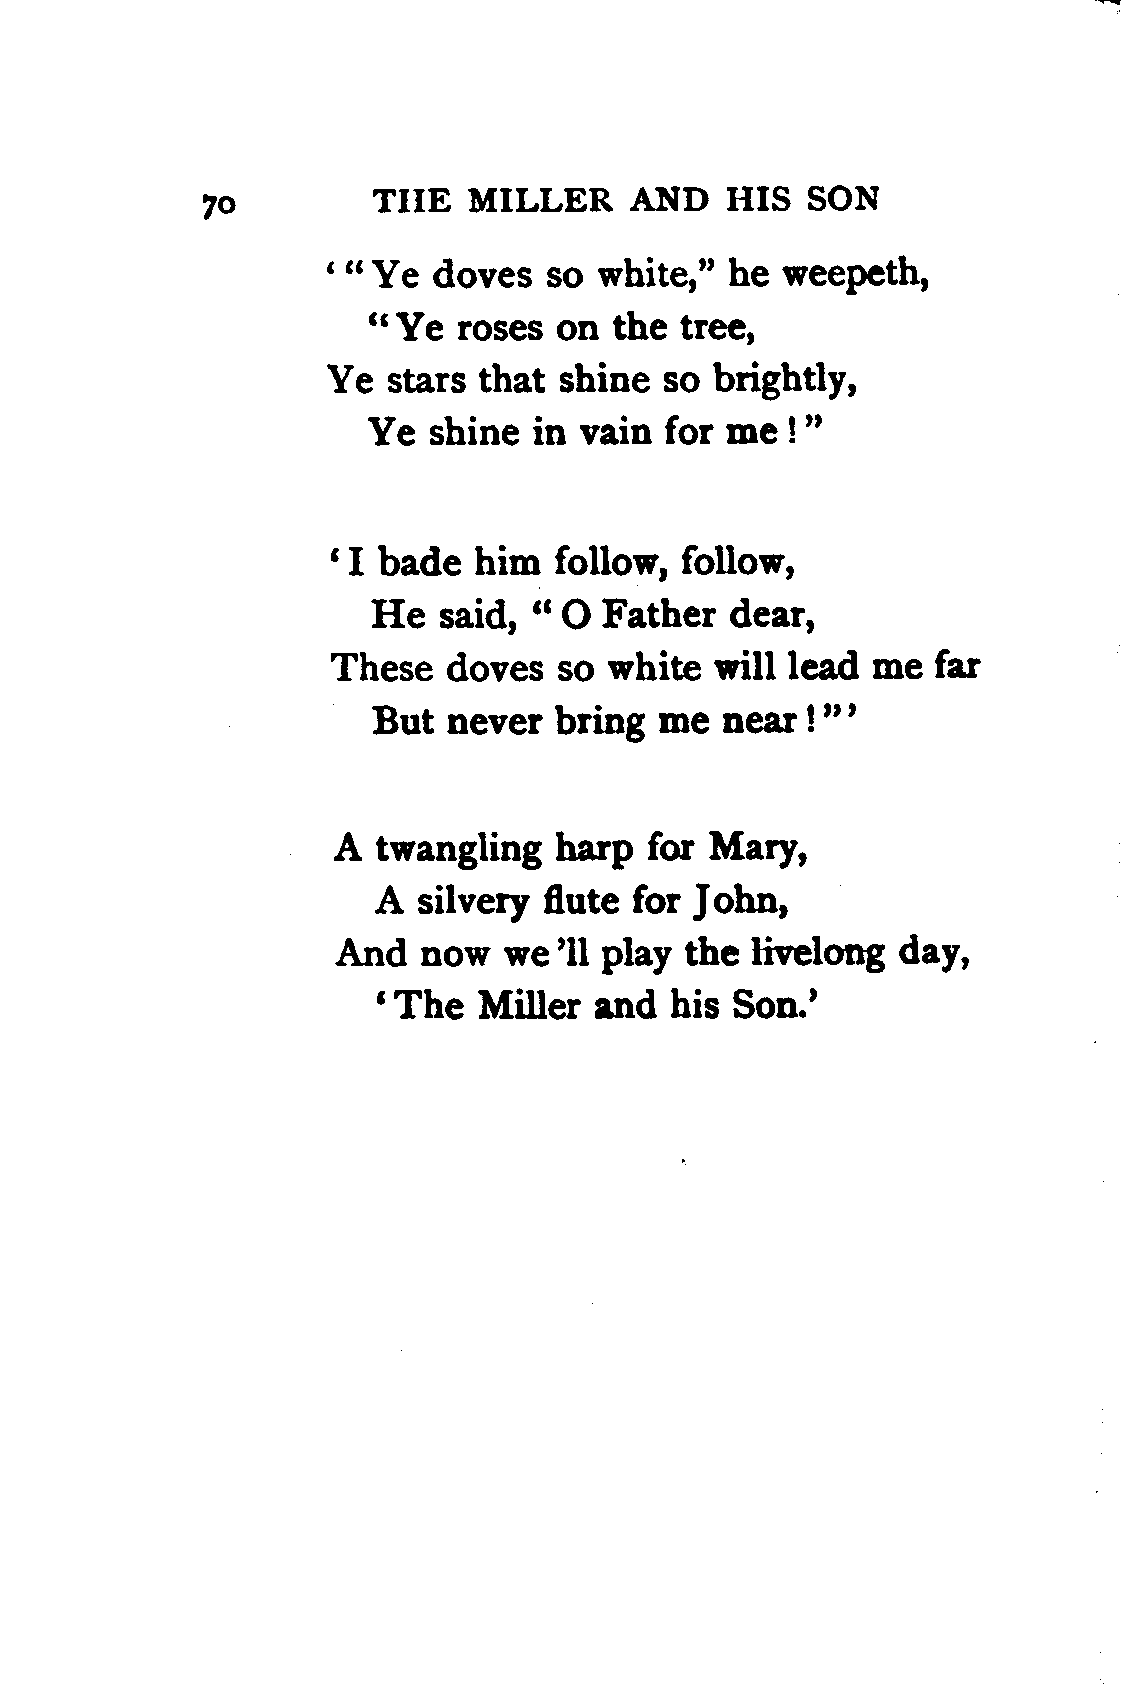 70 THE MILLER AND HIS SON
‘ “ Ye doves so white,” he weepeth,
“ Ye roses on the tree,
Ye stars that shine so brightly,
Ye shine in vain for me ! ”
‘ I bade him follow, follow,
He said, “ O Father dear,
These doves so white will lead me far
But never bring me near ! ” ’
A twangling harp for Mary,
A silvery flute for John,
And now we ’ll play the livelong day,
‘ The Miller and his Son.’